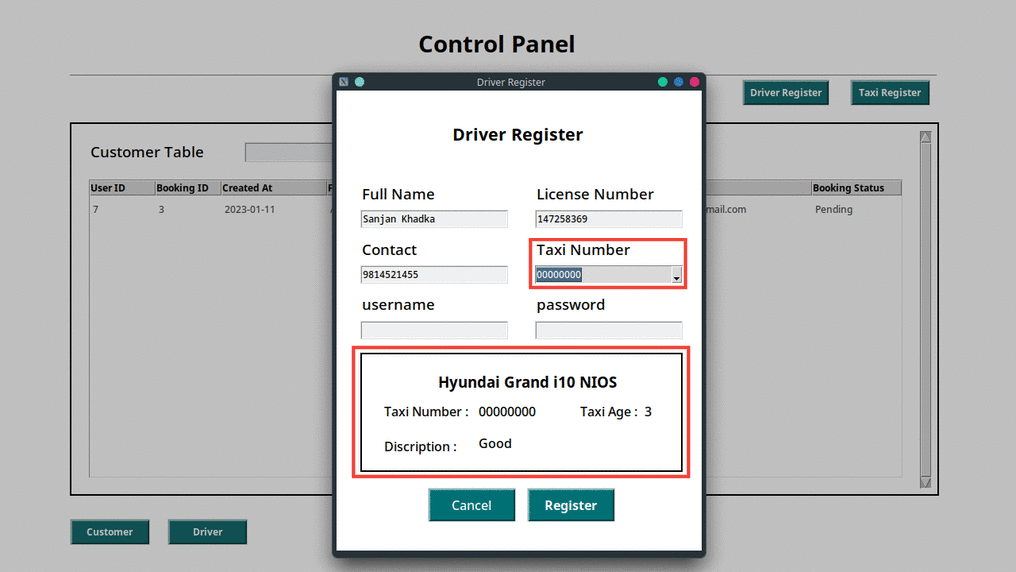 Control Panel
Driver Register
Driver Register
Taxi Register
Customer Table
User ID Booking ID Created At Booking Status
7 3 2023-01-11 mail.com Pending
Driver Register
Full Name License Number
Sanjan Khadka 147258369
Contact Taxi Number
9814521455 00000000
username password
Hyundai Grand i10 NIOS
Taxi Number : 00000000 Taxi Age : 3
Discription : Good
Cancel Register
Customer Driver